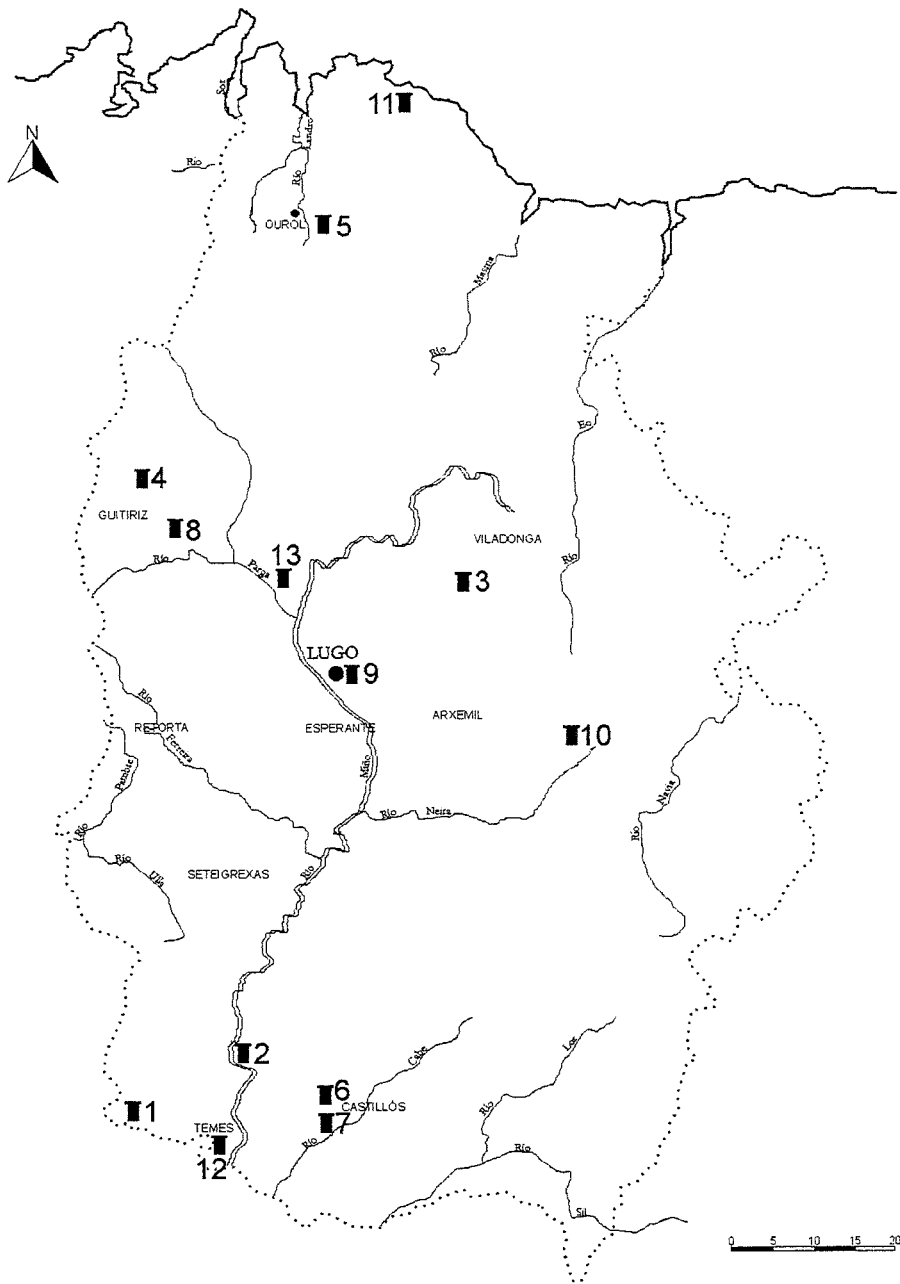 Sor
11
N
Landro
Río
Río
OUROL
5
Masma
Río
Eo
4
GUITIRIZ
8
VILADONGA
Río
Parga
13
3
Río
LUGO
9
Río
REFORTA
Ferreira
ESPERANTE
ARXEMIL
10
Pambre
Miño
Navia
Río
Neira
Río
Río
Río
Ulla
SETEIGREXAS
Río
2
Cabe
Lor
6
CASTILLÓS
Río
1
TEMES
7
Río
Río
12
Sil
0 5 10 15 20